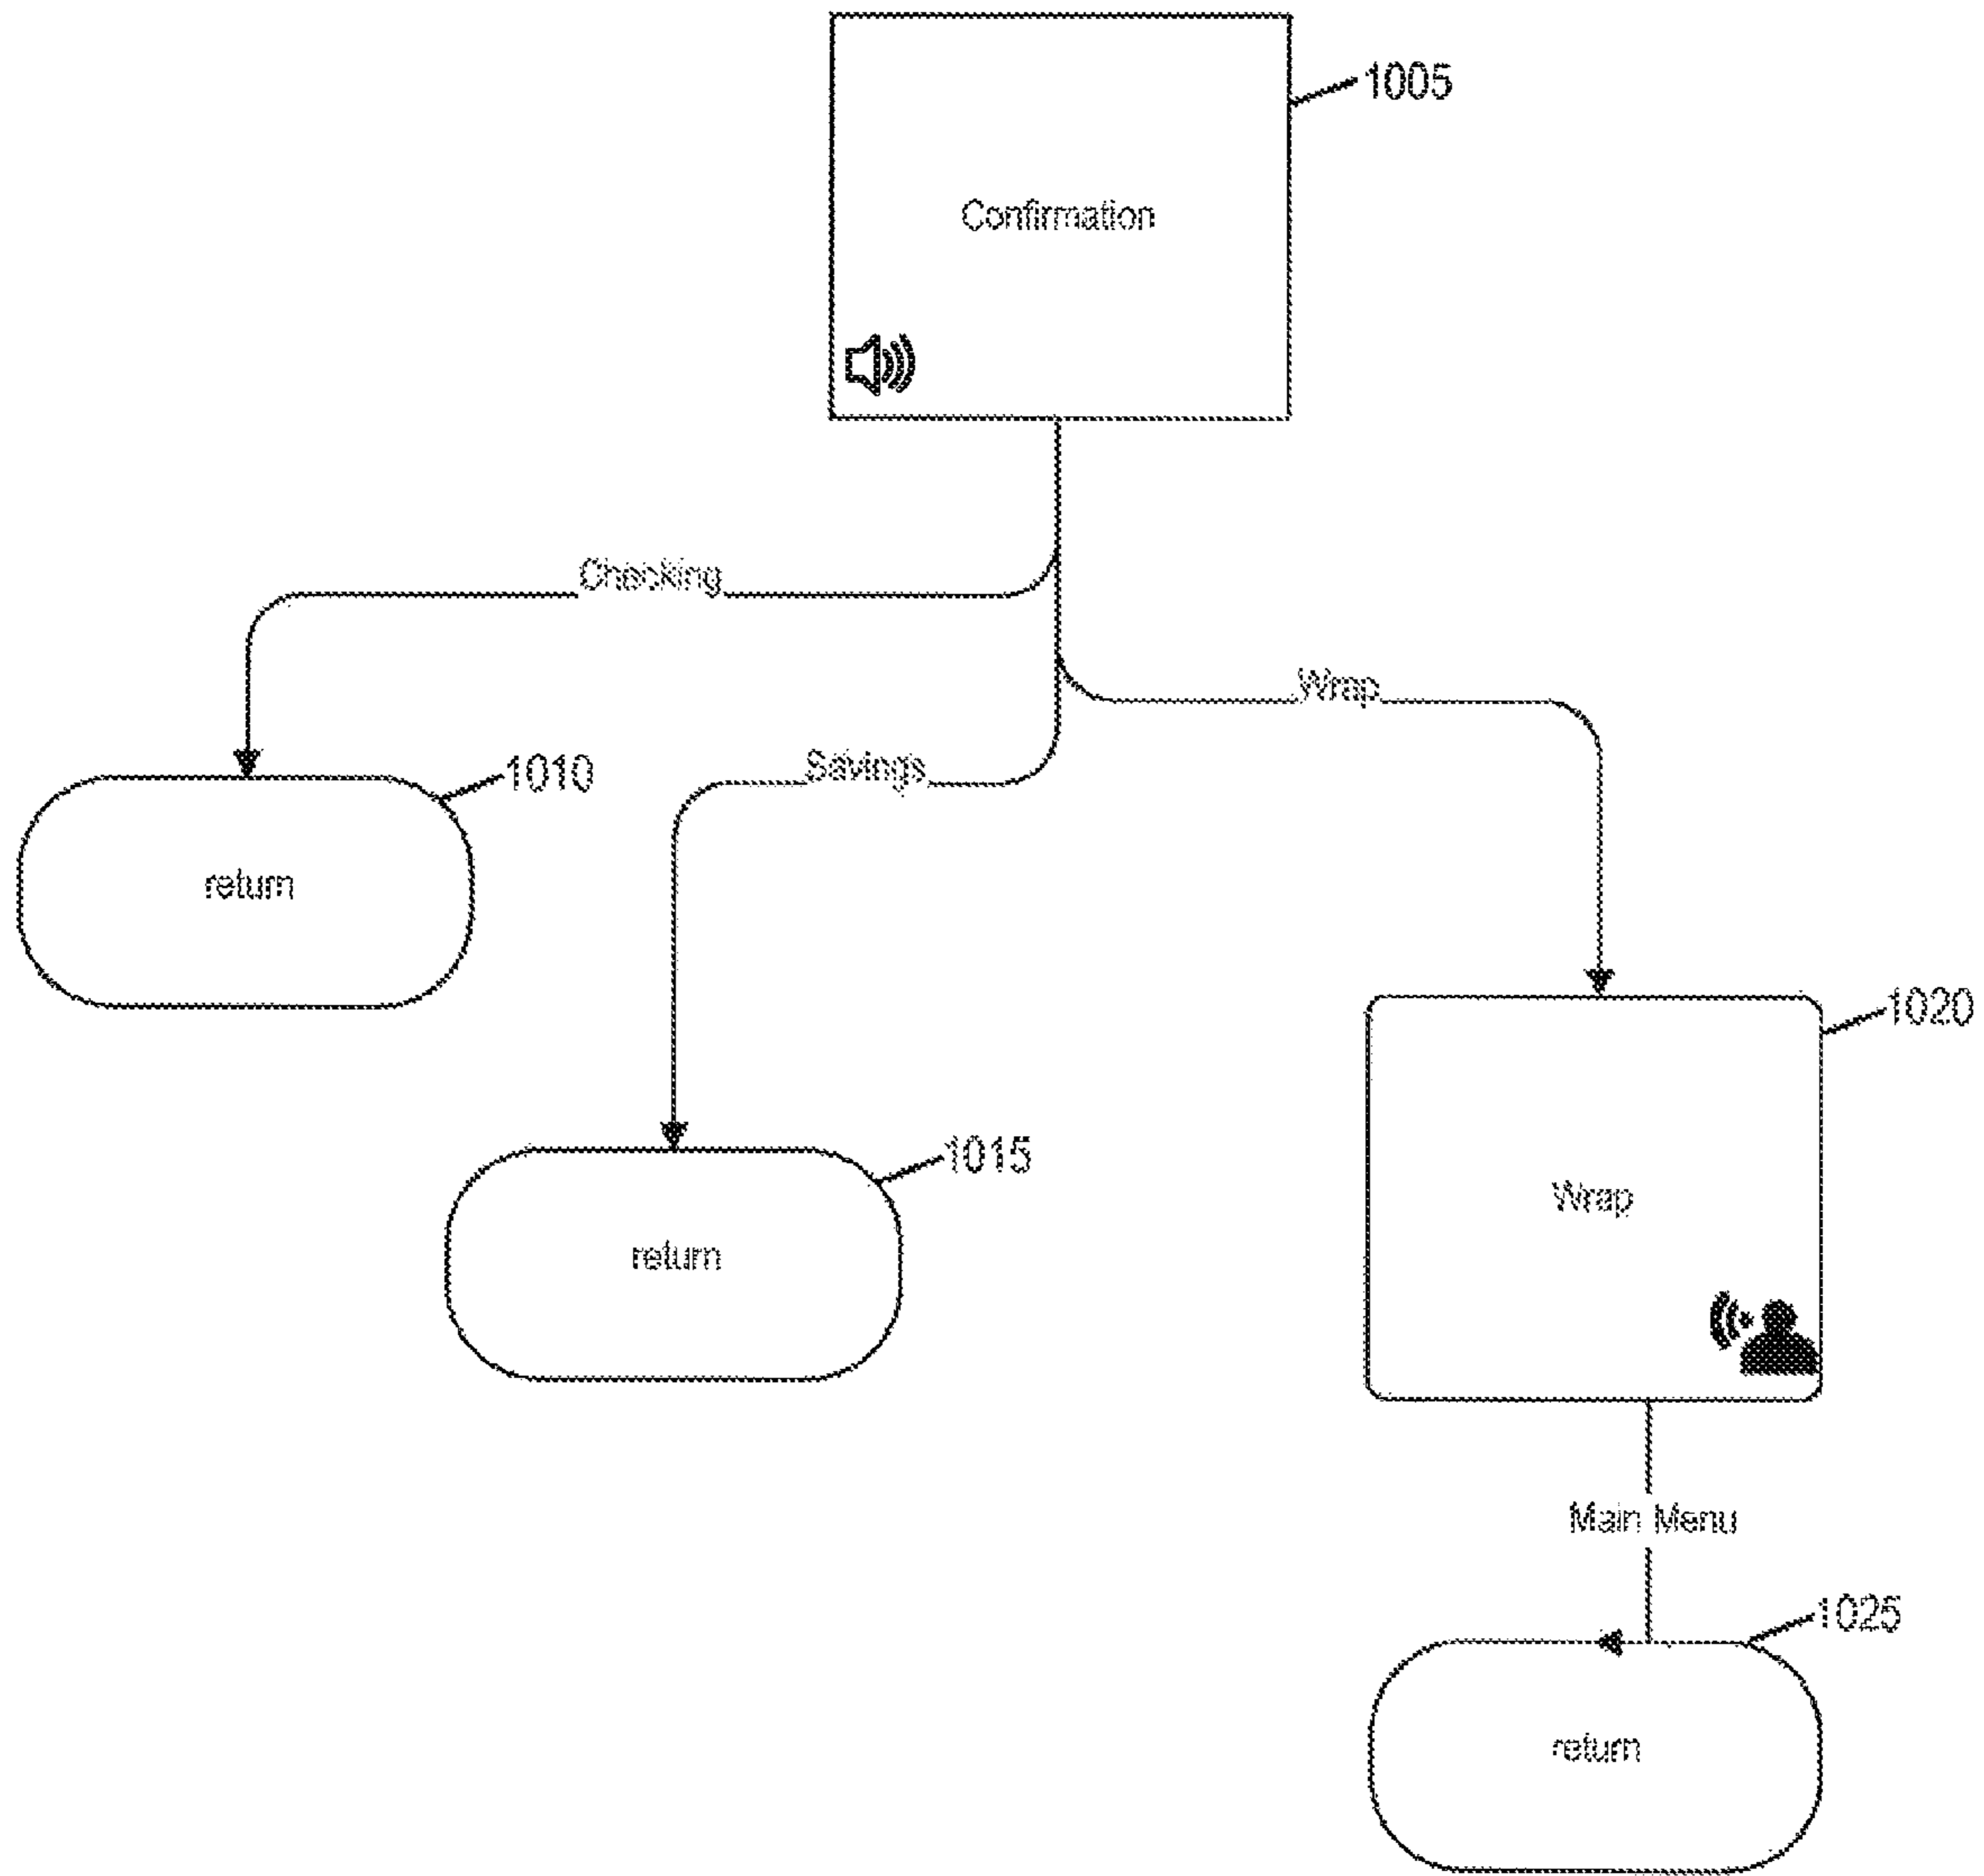 1005
Confirmation
Checking
Wrap
Savings
1010
return
1020
1015
Wrap
return
Main Menu
1025
return